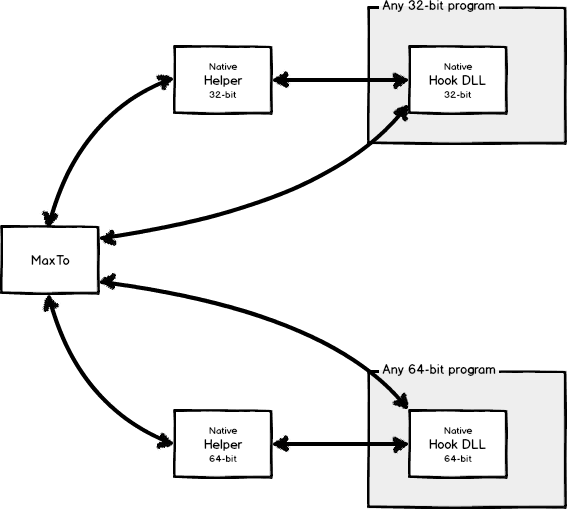 Any 32-bit program
Native
Helper
32-bit
Native
Hook DLL
32-bit
MaxTo
Any 64-bit program
Native
Helper
64-bit
Native
Hook DLL
64-bit